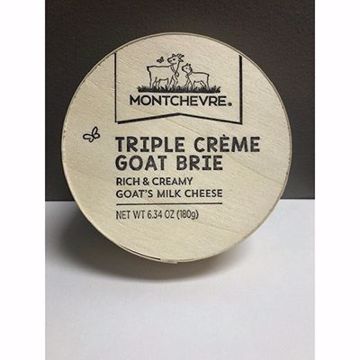 MONTCHEVRE®
TRIPLE CRÈME
GOAT BRIE
RICH & CREAMY
GOAT'S MILK CHEESE
NET WT 6.34 OZ (180g)